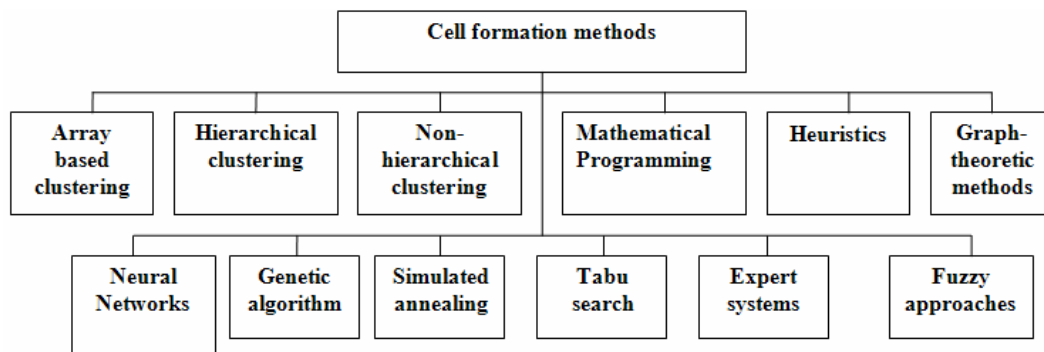 Cell formation methods
Array
based
clustering
Hierarchical
clustering
Non-
hierarchical
clustering
Mathematical
Programming
Heuristics
Graph-
theoretic
methods
Neural
Networks
Genetic
algorithm
Simulated
annealing
Tabu
search
Expert
systems
Fuzzy
approaches